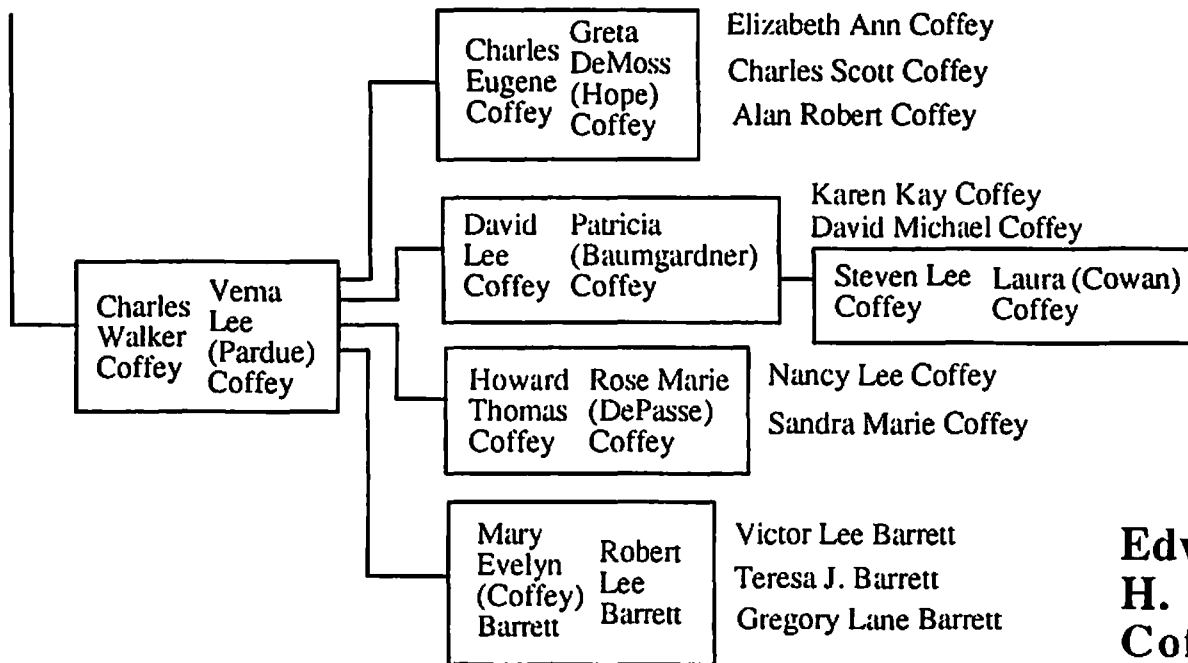 Charles
Eugene
Coffey
Greta
DeMoss
(Hope)
Coffey
Elizabeth Ann Coffey
Charles Scott Coffey
Alan Robert Coffey
Charles
Walker
Coffey
Verna
Lee
(Pardue)
Coffey
David
Lee
Coffey
Patricia
(Baumgardner)
Coffey
Karen Kay Coffey
David Michael Coffey
Steven Lee
Coffey
Laura (Cowan)
Coffey
Howard
Thomas
Coffey
Rose Marie
(DePasse)
Coffey
Nancy Lee Coffey
Sandra Marie Coffey
Mary
Evelyn
(Coffey)
Barrett
Robert
Lee
Barrett
Victor Lee Barrett
Teresa J. Barrett
Gregory Lane Barrett
H.